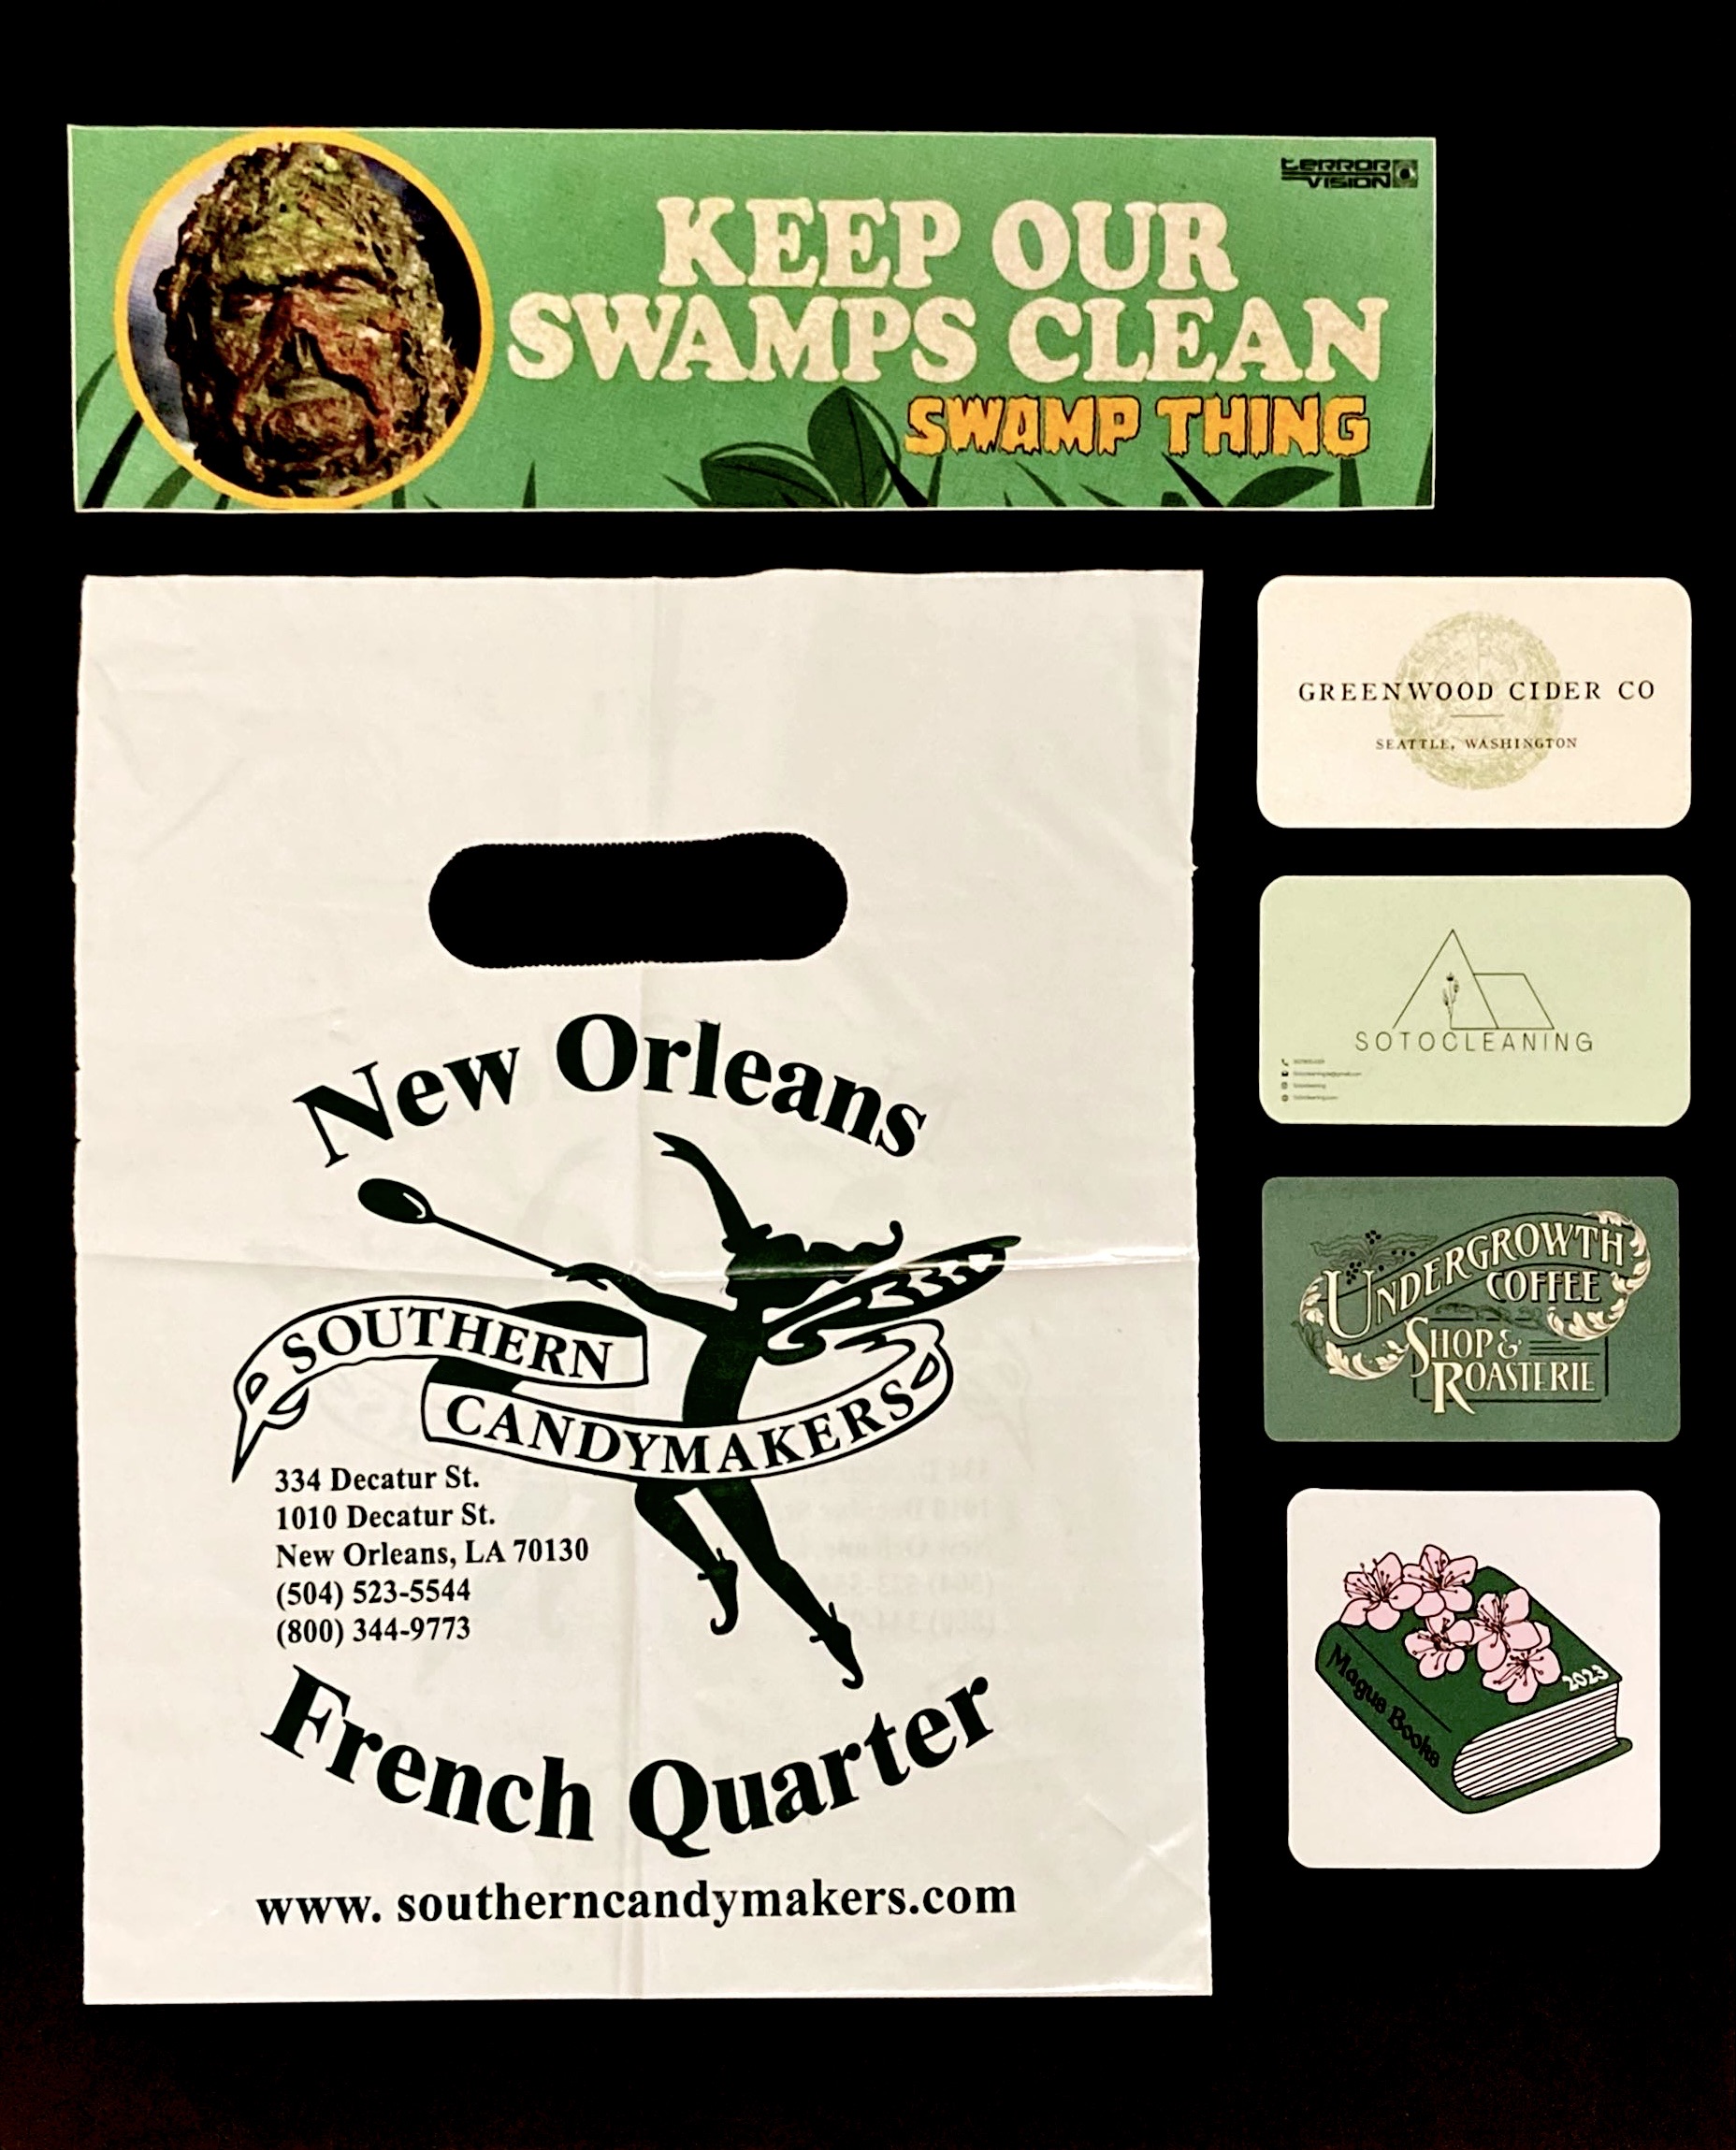 TERROR
VISION
KEEP OUR
SWAMPS CLEAN
SWAMP THING
New Orleans
SOUTHERN
CANDYMAKERS
334 Decatur St.
1010 Decatur St.
New Orleans, LA 70130
(504) 523-5544
(800) 344-9773
French Quarter
www. southerncandymakers.com
GREENWOOD CIDER CO
SEATTLE, WASHINGTON
SOTOCLEANING
UNDERGROWTH
COFFEE
SHOP &
ROASTERIE
Magus Books
2023